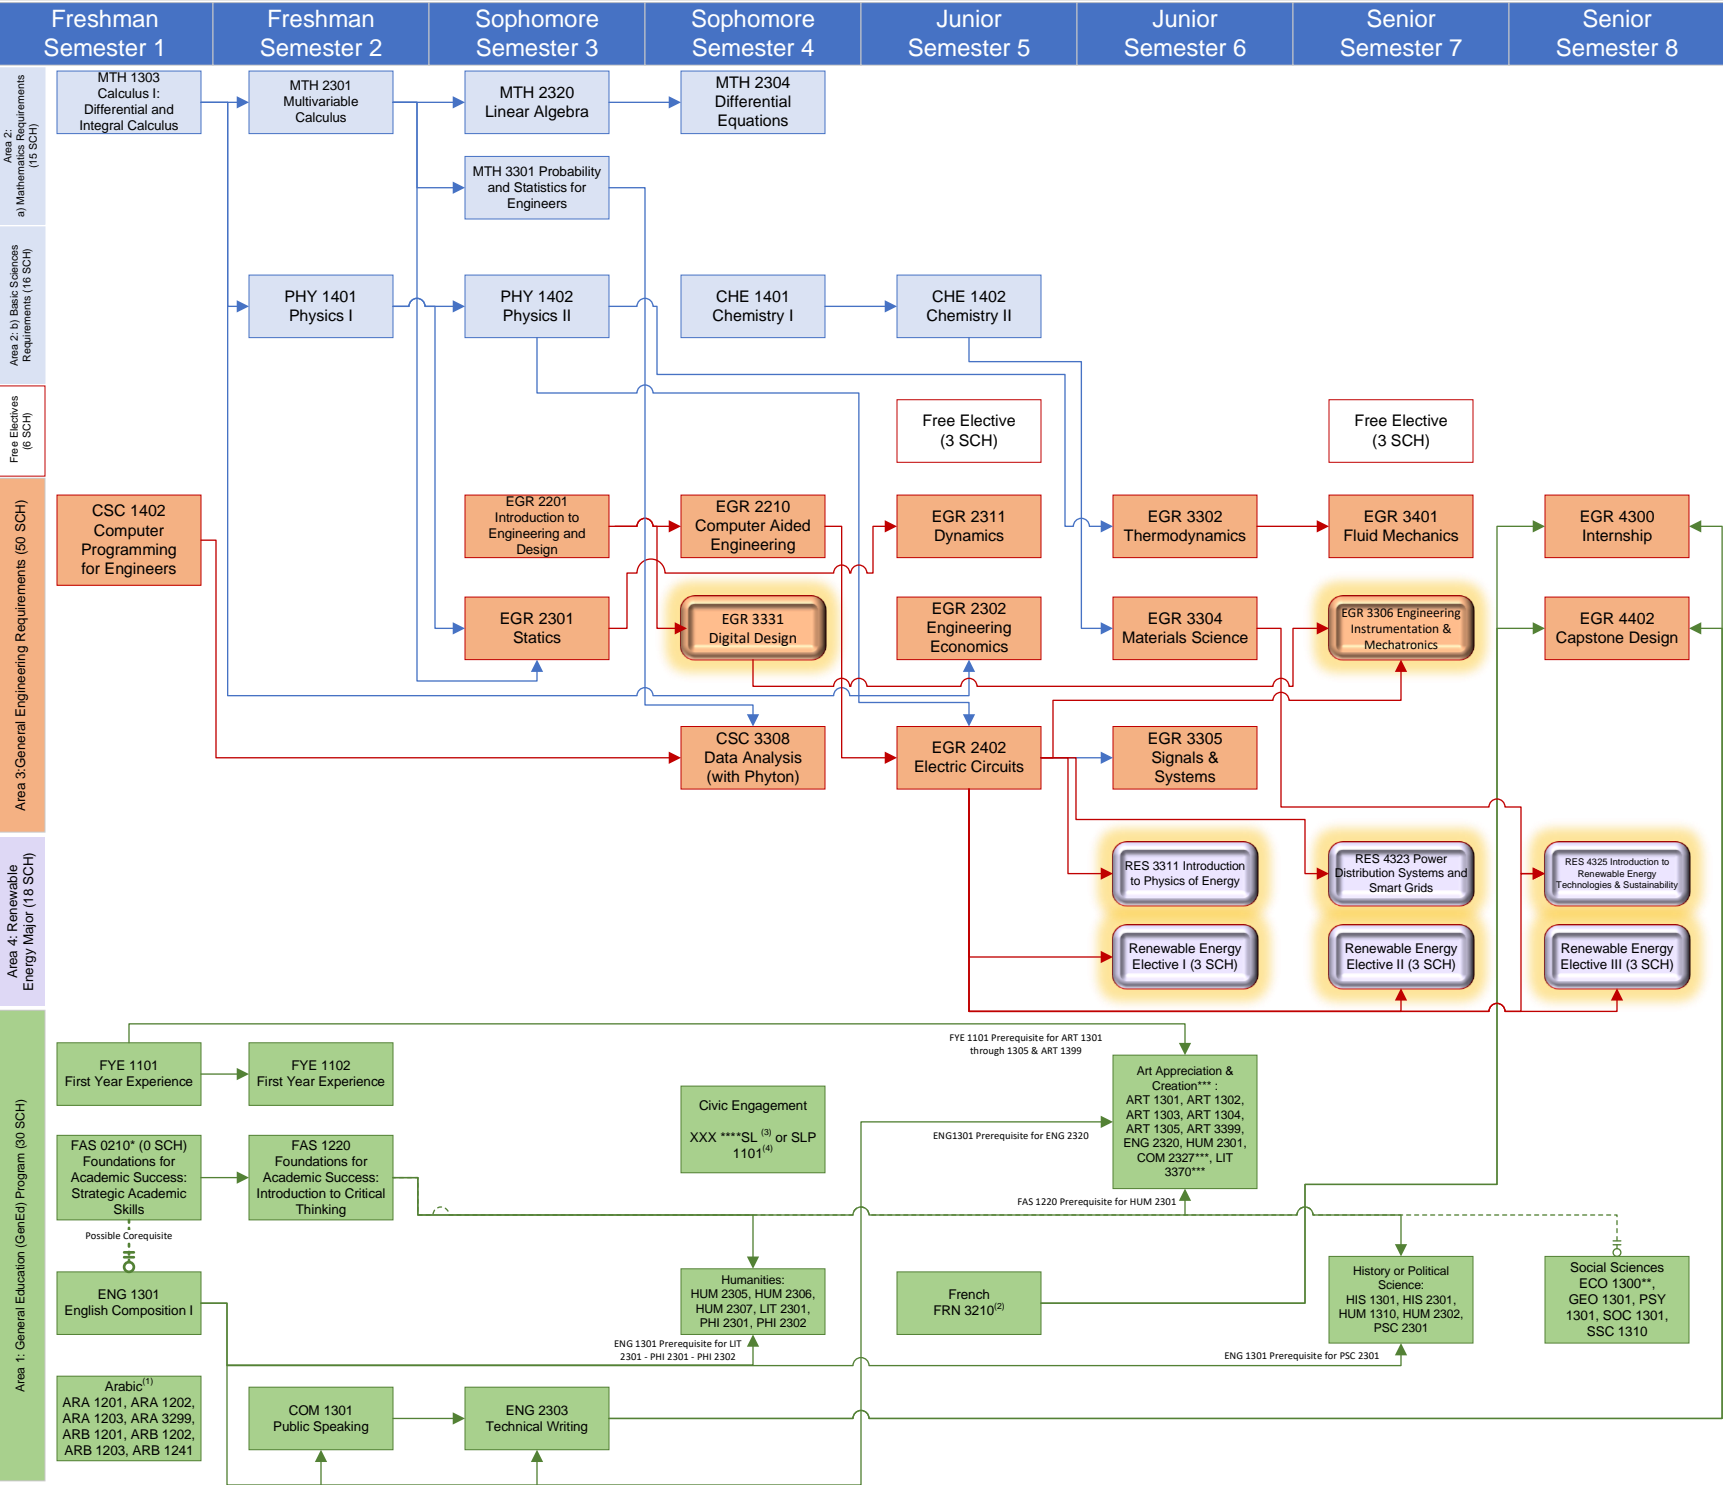 Freshman
Semester 1
Freshman
Semester 2
Sophomore
Semester 3
Sophomore
Semester 4
Junior
Semester 5
Junior
Semester 6
Senior
Semester 7
Senior
Semester 8
Area 2:
a) Mathematics Requirements
(15 SCH)
MTH 1303
Calculus I:
Differential and
Integral Calculus
MTH 2301
Multivariable
Calculus
MTH 2320
Linear Algebra
MTH 2304
Differential
Equations
MTH 3301 Probability
and Statistics for
Engineers
Area 2: b) Basic Sciences
Requirements (16 SCH)
PHY 1401
Physics I
PHY 1402
Physics II
CHE 1401
Chemistry I
CHE 1402
Chemistry II
Free Electives
(6 SCH)
Free Elective
(3 SCH)
Free Elective
(3 SCH)
Area 3:General Engineering Requirements (50 SCH)
CSC 1402
Computer
Programming
for Engineers
EGR 2201
Introduction to
Engineering and
Design
EGR 2210
Computer Aided
Engineering
EGR 2311
Dynamics
EGR 3302
Thermodynamics
EGR 3401
Fluid Mechanics
EGR 4300
Internship
EGR 2301
Statics
EGR 3331
Digital Design
EGR 2302
Engineering
Economics
EGR 3304
Materials Science
EGR 3306 Engineering
Instrumentation &
Mechatronics
EGR 4402
Capstone Design
CSC 3308
Data Analysis
(with Phyton)
EGR 2402
Electric Circuits
EGR 3305
Signals &
Systems
Area 4: Renewable
Energy Major (18 SCH)
RES 3311 Introduction
to Physics of Energy
RES 4323 Power
Distribution Systems and
Smart Grids
RES 4325 Introduction to
Renewable Energy
Technologies & Sustainability
Renewable Energy
Elective I (3 SCH)
Renewable Energy
Elective II (3 SCH)
Renewable Energy
Elective III (3 SCH)
Area 1: General Education (GenEd) Program (30 SCH)
FYE 1101
First Year Experience
FYE 1102
First Year Experience
FYE 1101 Prerequisite for ART 1301
through 1305 & ART 1399
Civic Engagement
XXX ****SL (3) or SLP
1101(4)
Art Appreciation &
Creation*** :
ART 1301, ART 1302,
ART 1303, ART 1304,
ART 1305, ART 3399,
ENG 2320, HUM 2301,
COM 2327***, LIT
3370***
ENG1301 Prerequisite for ENG 2320
FAS 0210* (0 SCH)
Foundations for
Academic Success:
Strategic Academic
Skills
FAS 1220
Foundations for
Academic Success:
Introduction to Critical
Thinking
FAS 1220 Prerequisite for HUM 2301
Possible Corequisite
ENG 1301
English Composition I
Humanities:
HUM 2305, HUM 2306,
HUM 2307, LIT 2301,
PHI 2301, PHI 2302
French
FRN 3210(2)
History or Political
Science:
HIS 1301, HIS 2301,
HUM 1310, HUM 2302,
PSC 2301
Social Sciences
ECO 1300**,
GEO 1301, PSY
1301, SOC 1301,
SSC 1310
ENG 1301 Prerequisite for LIT
2301 - PHI 2301 - PHI 2302
ENG 1301 Prerequisite for PSC 2301
Arabic(1)
ARA 1201, ARA 1202,
ARA 1203, ARA 3299,
ARB 1201, ARB 1202,
ARB 1203, ARB 1241
COM 1301
Public Speaking
ENG 2303
Technical Writing